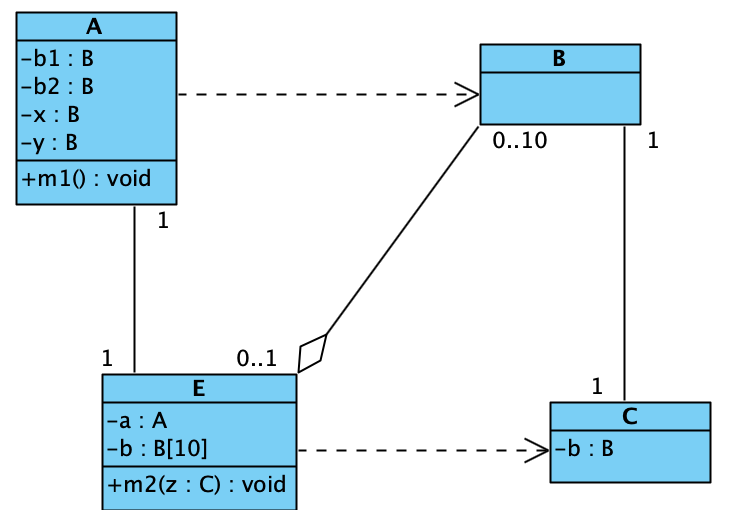 A
-b1 : B
-b2 : B
-x : B
-y : B
+m1() : void
B
0..10
1
1
1
0..1
E
-a : A
-b : B[10]
+m2(z : C) : void
1
C
-b : B